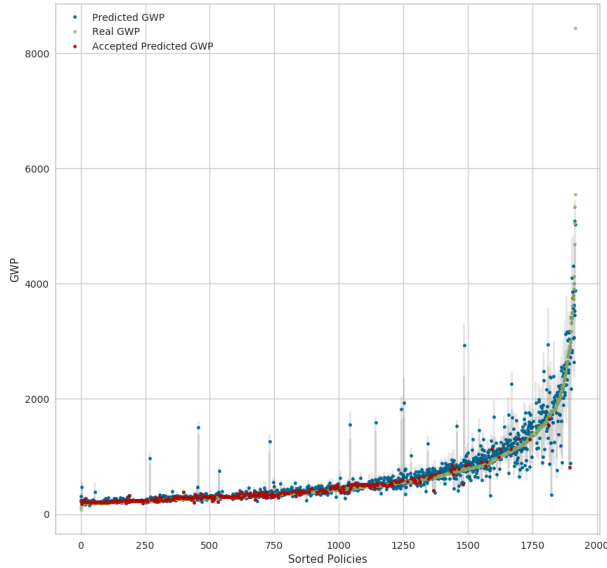 Predicted GWP
Real GWP
Accepted Predicted GWP
8000
6000
4000
2000
0
GWP
0 250 500 750 1000 1250 1500 1750 2000
Sorted Policies